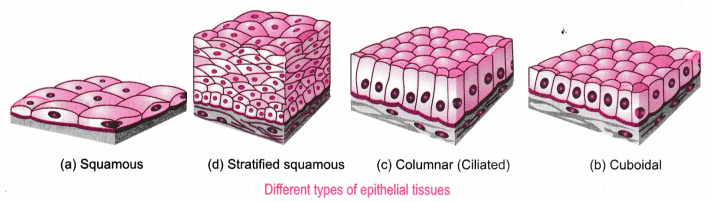 (a) Squamous
(d) Stratified squamous
(c) Columnar (Ciliated)
(b) Cuboidal
Different types of epithelial tissues